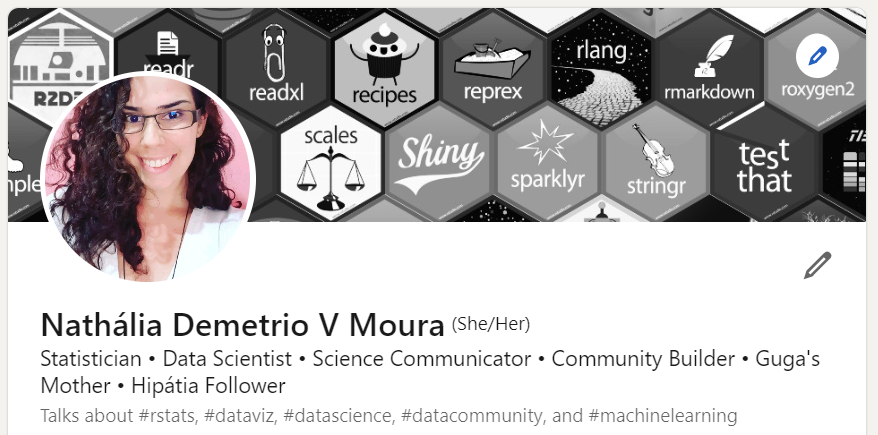 R2D3
readr
readxl
recipes
reprex
rlang
rmarkdown
roxygen2
scales
Shiny
sparklyr
stringr
test
that
Nathália Demetrio V Moura (She/Her)
Statistician • Data Scientist • Science Communicator • Community Builder • Guga's
Mother • Hipátia Follower
Talks about #rstats, #dataviz, #datascience, #datacommunity, and #machinelearning